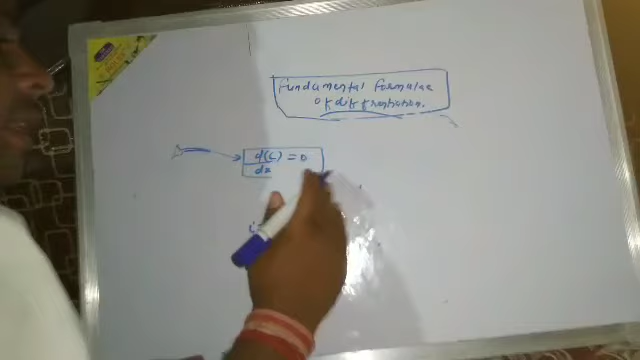 Fundamental formulae
of differentiation.
d(c) = 0
dx